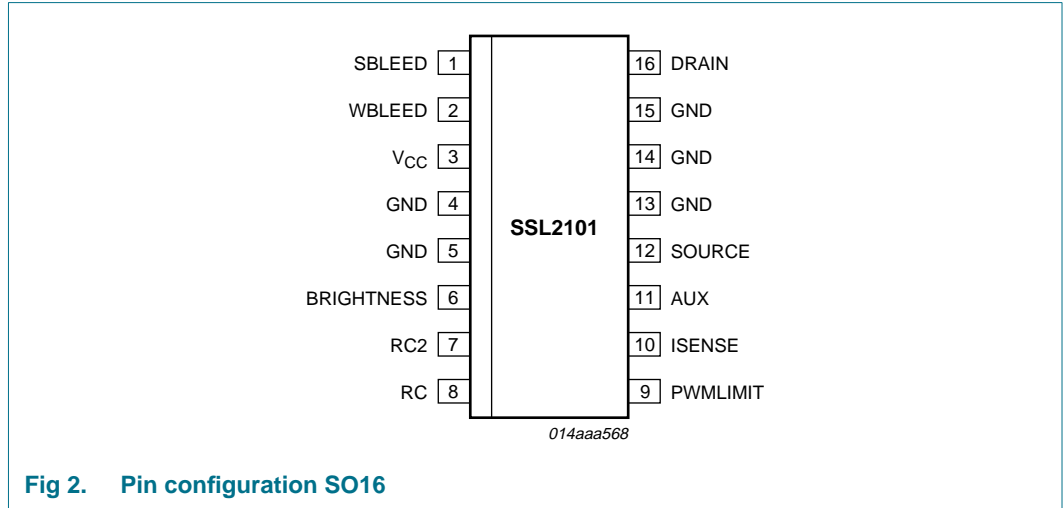 SBLEED 1
WBLEED 2
VCC 3
GND 4
GND 5
BRIGHTNESS 6
RC2 7
RC 8
SSL2101
16 DRAIN
15 GND
14 GND
13 GND
12 SOURCE
11 AUX
10 ISENSE
9 PWMLIMIT
014aaa568
Fig 2. Pin configuration SO16